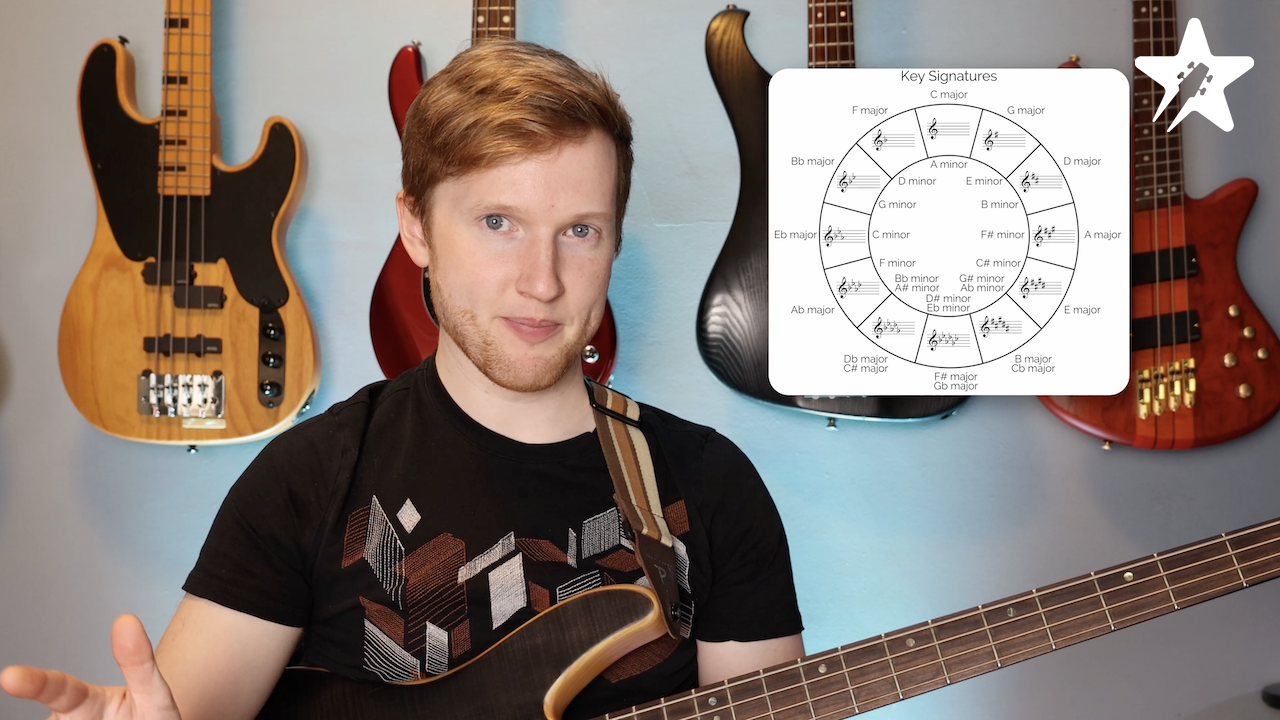 Key Signatures
C major
F major
G major
Bb major
D major
A minor
D minor
E minor
G minor
B minor
Eb major
C minor
F# minor
A major
F minor
C# minor
Bb minor
G# minor
A# minor
Ab minor
D# minor
Eb minor
Ab major
E major
Db major
B major
C# major
Cb major
F# major
Gb major